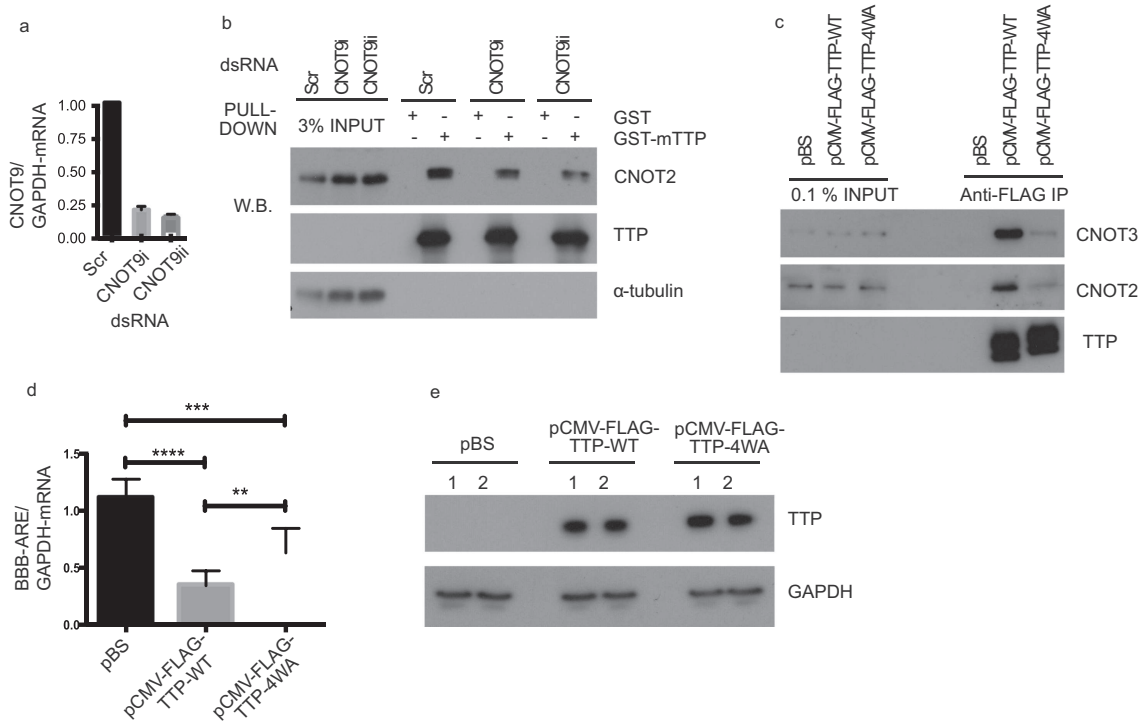 a
CNOT9/
GAPDH-mRNA
1.00
0.75
0.50
0.25
0.00
Scr
CNOT9i
CNOT9ii
dsRNA
b
dsRNA
Scr
CNOT9i
CNOT9ii
Scr
CNOT9i
CNOT9ii
PULL-
DOWN
3% INPUT
+ - + - + - GST
- + - + - + GST-mTTP
W.B.
CNOT2
TTP
α-tubulin
c
pBS
pCMV-FLAG-TTP-WT
pCMV-FLAG-TTP-4WA
pBS
pCMV-FLAG-TTP-WT
pCMV-FLAG-TTP-4WA
0.1 % INPUT
Anti-FLAG IP
CNOT3
CNOT2
TTP
d
BBB-ARE/
GAPDH-mRNA
1.5
1.0
0.5
0.0
***
****
**
pBS
pCMV-FLAG-
TTP-WT
pCMV-FLAG-
TTP-4WA
e
pBS
pCMV-FLAG-
TTP-WT
pCMV-FLAG-
TTP-4WA
1 2 1 2 1 2
TTP
GAPDH